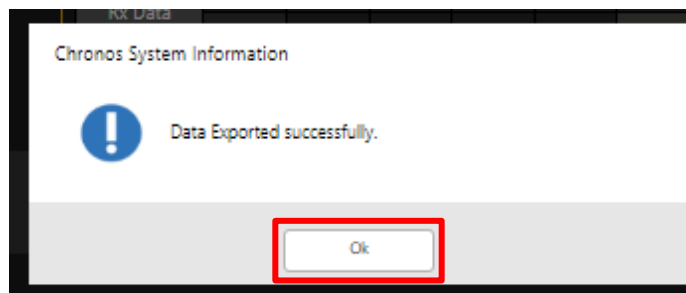 Rx Data
Chronos System Information
Data Exported successfully.
Ok